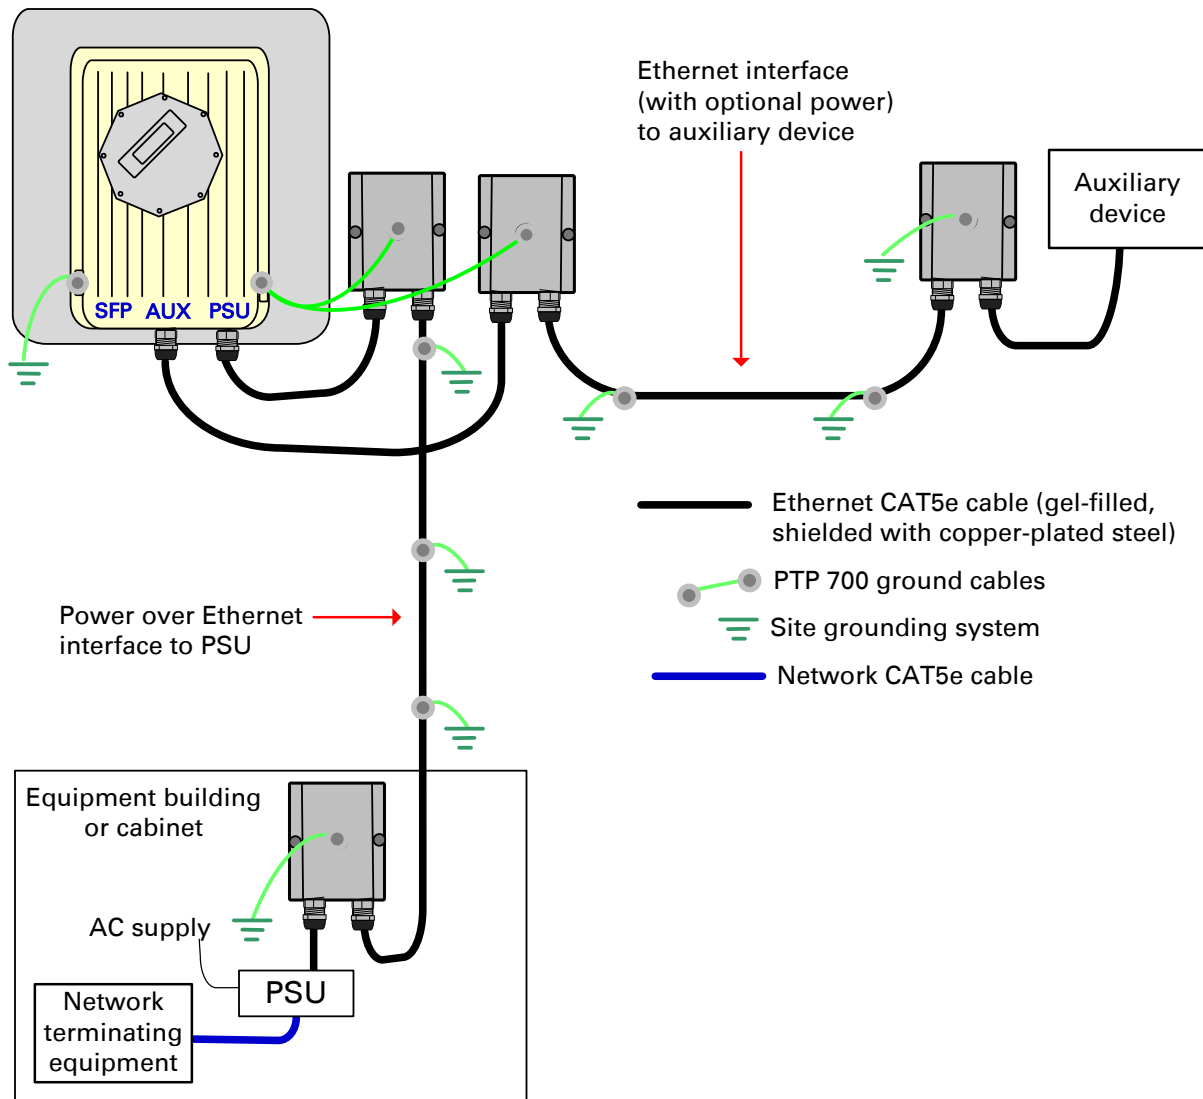 Ethernet interface
(with optional power)
to auxiliary device
Auxiliary
device
SFP AUX PSU
Ethernet CAT5e cable (gel-filled,
shielded with copper-plated steel)
PTP 700 ground cables
Site grounding system
Network CAT5e cable
Power over Ethernet
interface to PSU
Equipment building
or cabinet
AC supply
PSU
Network
terminating
equipment